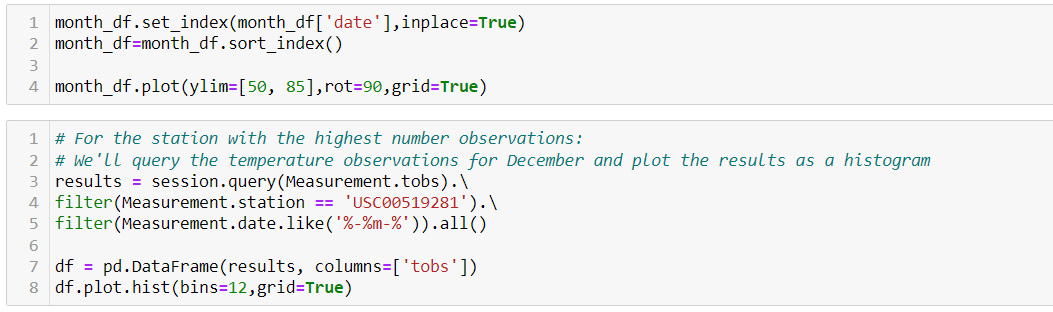 1 month_df.set_index(month_df['date'],inplace=True)
2 month_df=month_df.sort_index()
3
4 month_df.plot(ylim=[50, 85],rot=90,grid=True)
1 # For the station with the highest number observations:
2 # We'll query the temperature observations for December and plot the results as a histogram
3 results = session.query(Measurement.tobs).\
4 filter(Measurement.station == 'USC00519281').\
5 filter(Measurement.date.like('%-%m-%')).all()
6
7 df = pd.DataFrame(results, columns=['tobs'])
8 df.plot.hist(bins=12,grid=True)